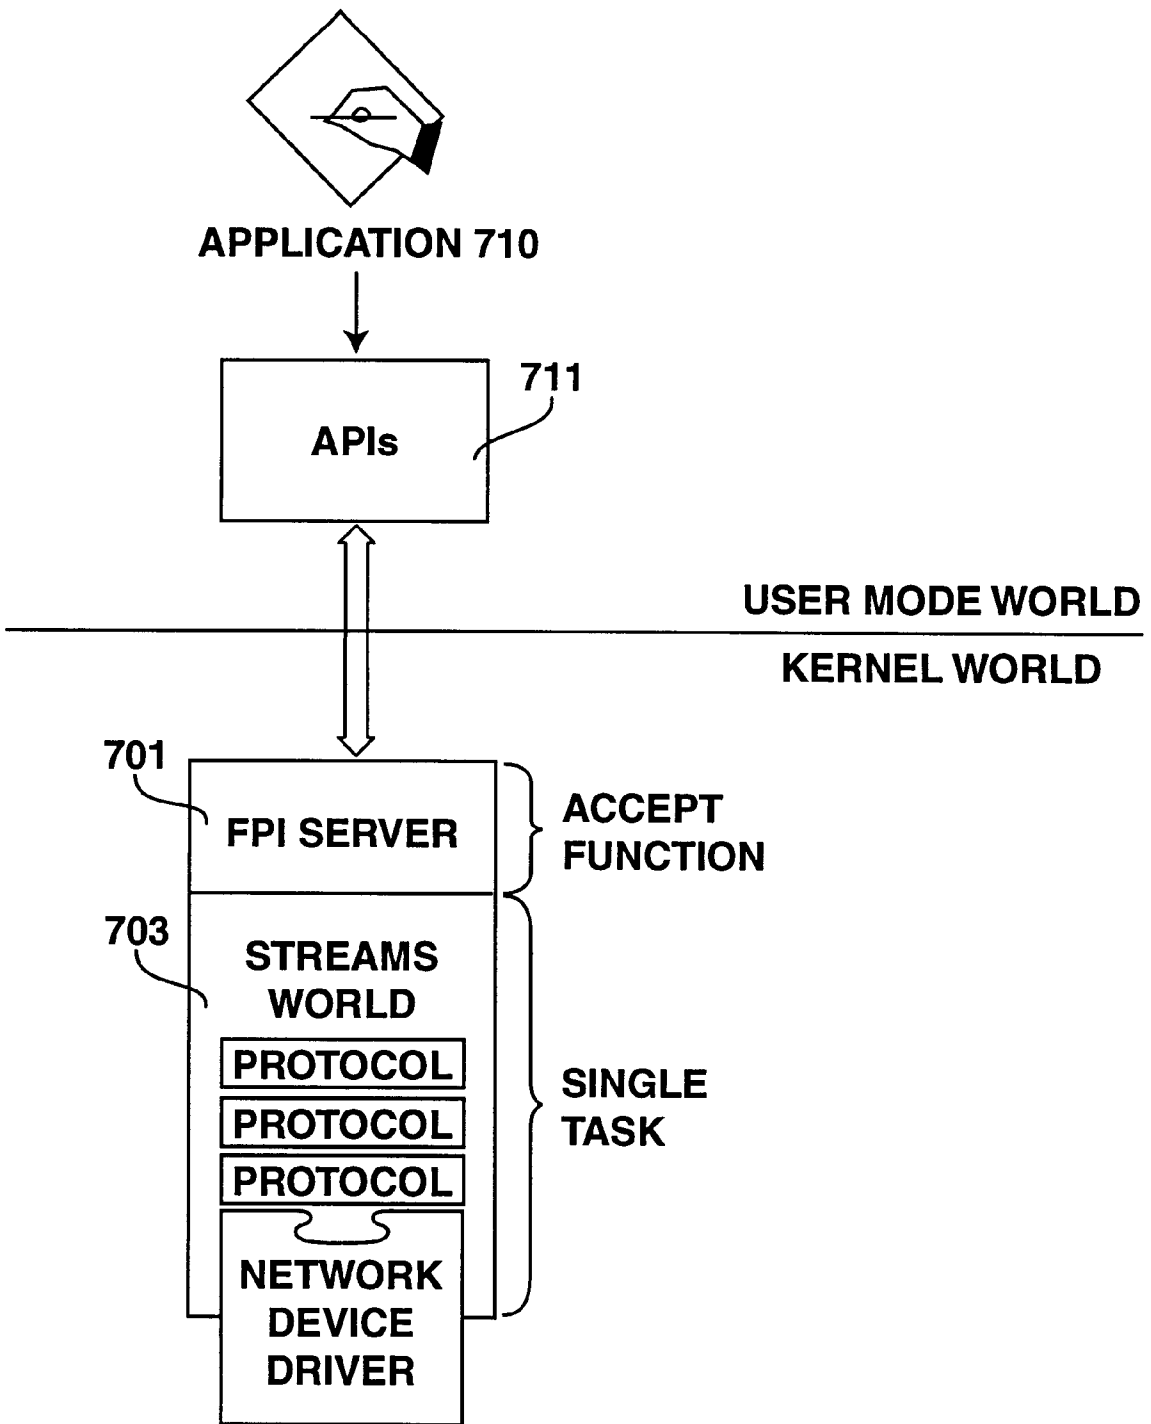 APPLICATION 710
711
APIs
USER MODE WORLD
KERNEL WORLD
701
FPI SERVER
ACCEPT
FUNCTION
703
STREAMS
WORLD
PROTOCOL
PROTOCOL
PROTOCOL
SINGLE
TASK
NETWORK
DEVICE
DRIVER